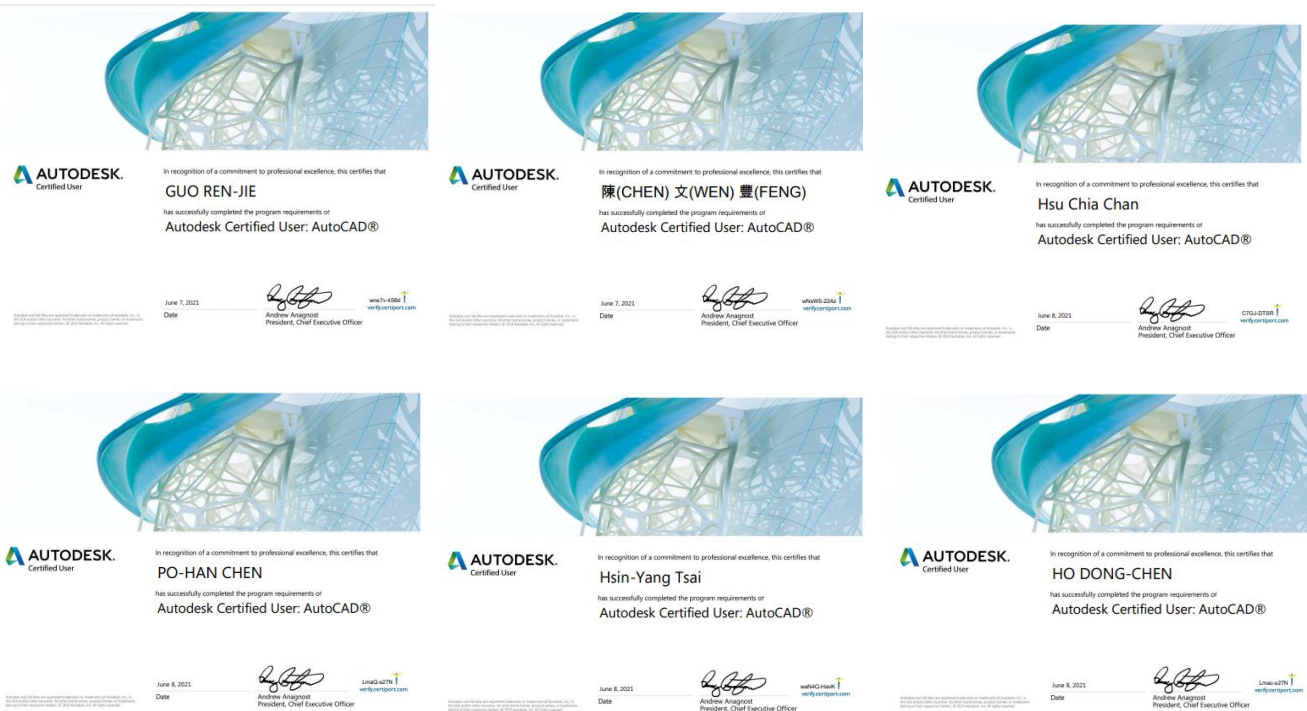 AUTODESK.
Certified User
In recognition of a commitment to professional excellence, this certifies that
GUO REN-JIE
has successfully completed the program requirements of
Autodesk Certified User: AutoCAD®
June 7, 2021
Date
Andrew Anagnost
President, Chief Executive Officer
verify.certiport.com
AUTODESK.
Certified User
In recognition of a commitment to professional excellence, this certifies that
陳(CHEN) 文(WEN) 豐(FENG)
has successfully completed the program requirements of
Autodesk Certified User: AutoCAD®
June 7, 2021
Date
Andrew Anagnost
President, Chief Executive Officer
wNsW5-22Az
verify.certiport.com
AUTODESK.
Certified User
In recognition of a commitment to professional excellence, this certifies that
Hsu Chia Chan
has successfully completed the program requirements of
Autodesk Certified User: AutoCAD®
June 8, 2021
Date
Andrew Anagnost
President, Chief Executive Officer
C7GJ-DTSR
verify.certiport.com
AUTODESK.
Certified User
In recognition of a commitment to professional excellence, this certifies that
PO-HAN CHEN
has successfully completed the program requirements of
Autodesk Certified User: AutoCAD®
June 8, 2021
Date
Andrew Anagnost
President, Chief Executive Officer
LmaQ-s27N
verify.certiport.com
AUTODESK.
Certified User
In recognition of a commitment to professional excellence, this certifies that
Hsin-Yang Tsai
has successfully completed the program requirements of
Autodesk Certified User: AutoCAD®
June 8, 2021
Date
Andrew Anagnost
President, Chief Executive Officer
verify.certiport.com
AUTODESK.
Certified User
In recognition of a commitment to professional excellence, this certifies that
HO DONG-CHEN
has successfully completed the program requirements of
Autodesk Certified User: AutoCAD®
June 8, 2021
Date
Andrew Anagnost
President, Chief Executive Officer
Lmac-s27N
verify.certiport.com